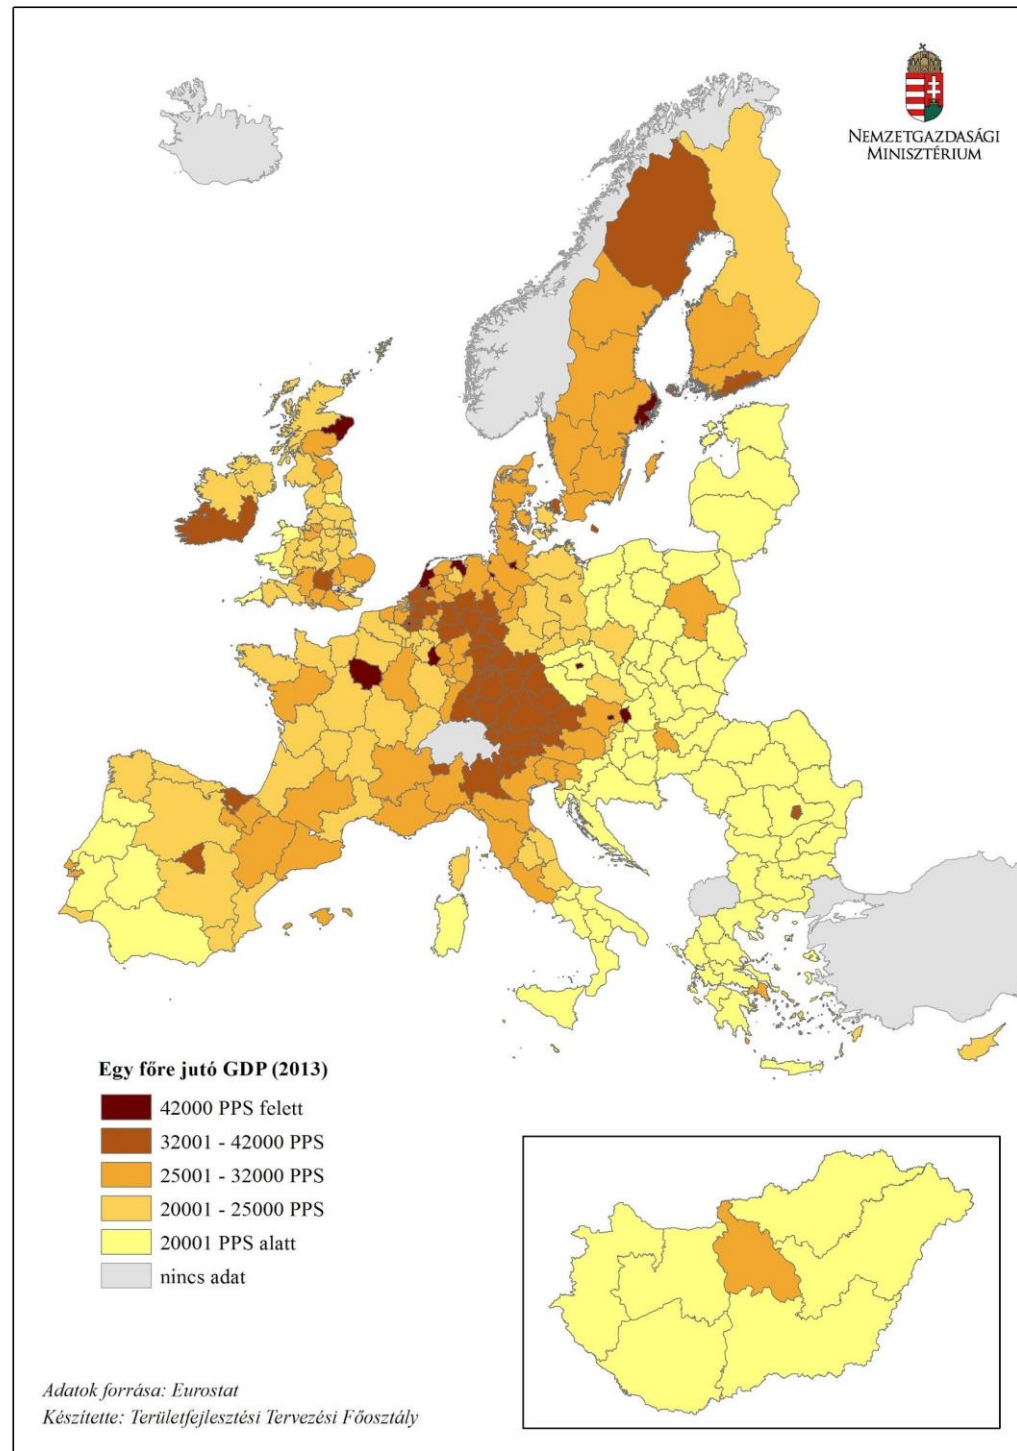 NEMZETGAZDASÁGI
MINISZTÉRIUM
Egy főre jutó GDP (2013)
42000 PPS felett
32001 - 42000 PPS
25001 - 32000 PPS
20001 - 25000 PPS
20001 PPS alatt
nincs adat
Adatok forrása: Eurostat
Készítette: Területfejlesztési Tervezési Főosztály